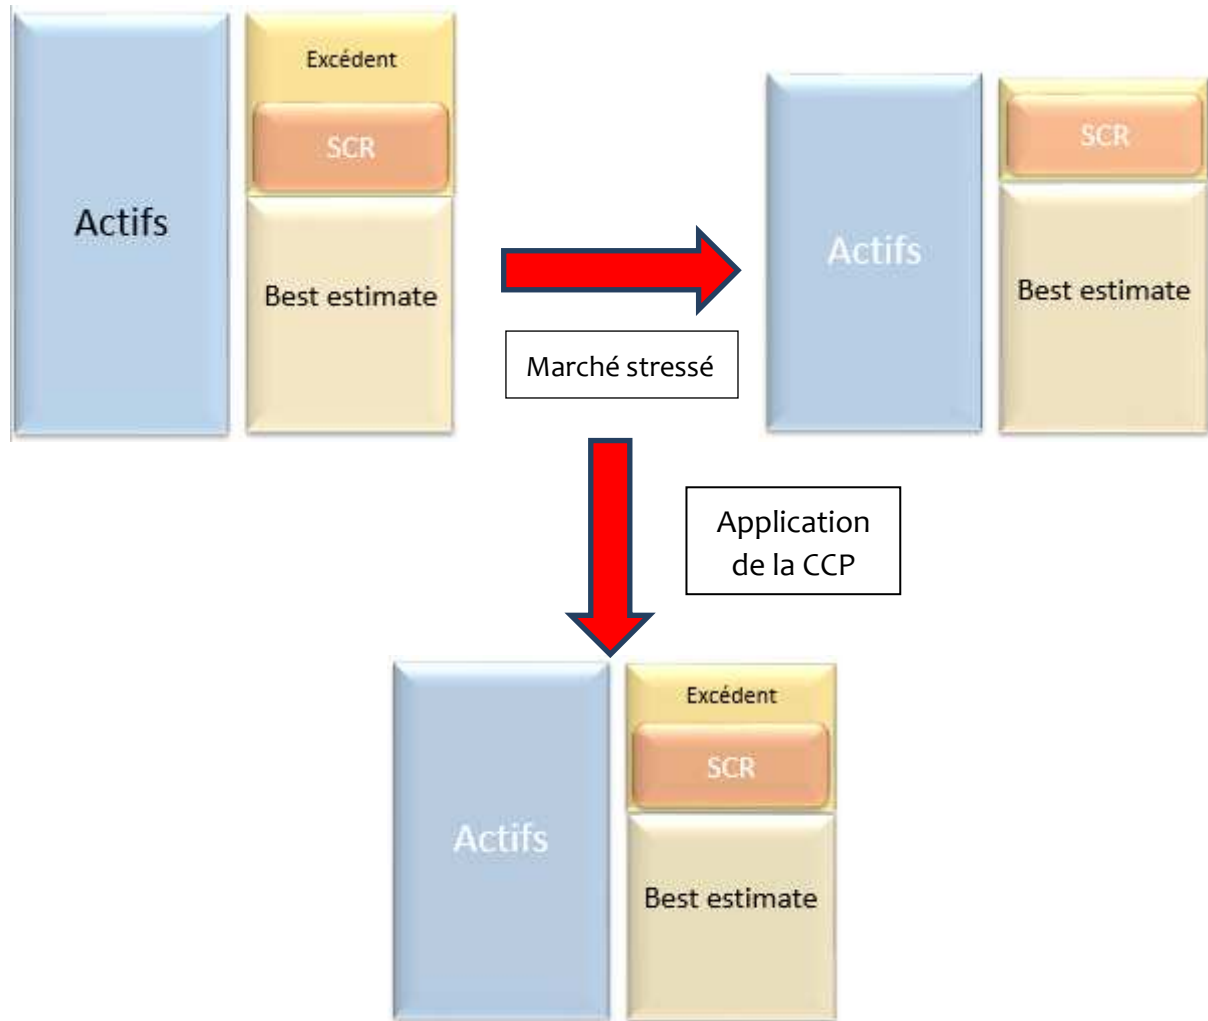 Excédent
SCR
Actifs
Best estimate
SCR
Actifs
Best estimate
Marché stressé
Application
de la CCP
Excédent
SCR
Actifs
Best estimate